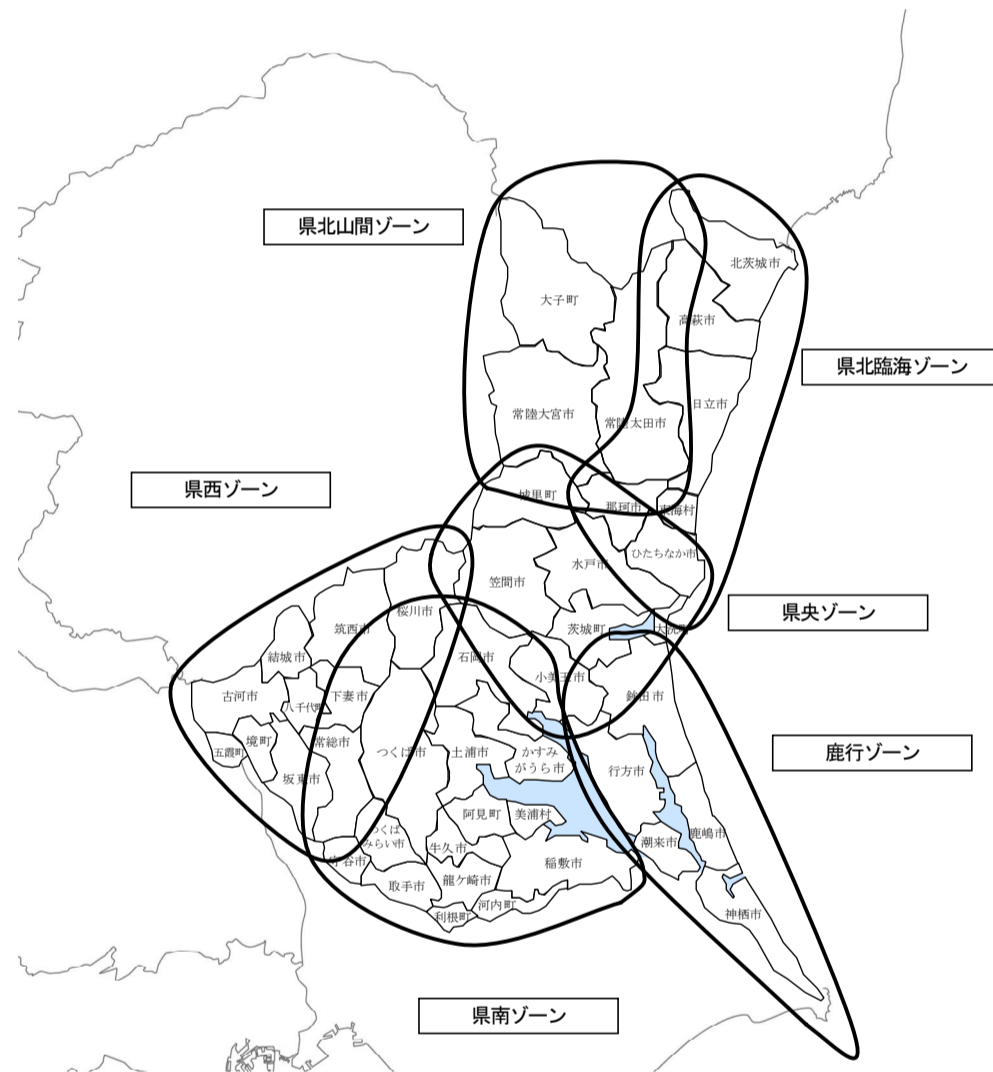 県北山間ゾーン
北茨城市
大子町
高萩市
県北臨海ゾーン
日立市
常陸大宮市
常陸太田市
県西ゾーン
城里町
那珂市
東海村
ひたちなか市
水戸市
笠間市
県央ゾーン
桜川市
筑西市
茨城町
大洗町
結城市
石岡市
小美玉市
古河市
下妻市
鉾田市
八千代町
五霞町
境町
常総市
つくば市
土浦市
かすみ
がうら市
鹿行ゾーン
行方市
坂東市
阿見町
美浦村
つくば
みらい市
牛久市
潮来市
鹿嶋市
守谷市
取手市
龍ケ崎市
稲敷市
利根町
河内町
神栖市
県南ゾーン